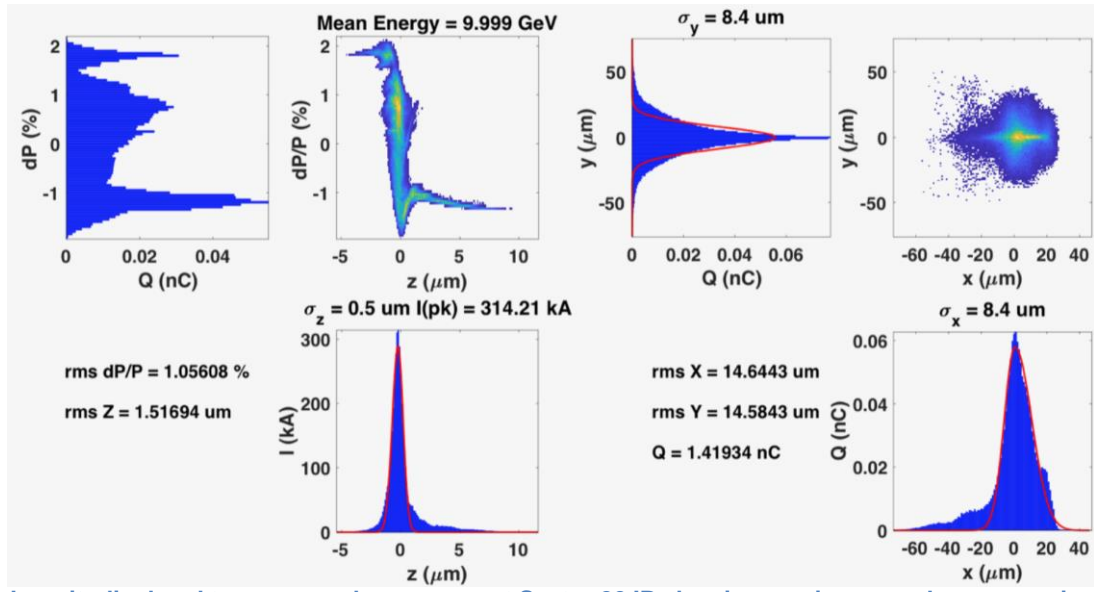 Mean Energy = 9.999 GeV
σy = 8.4 um
2
1
0
-1
dP (%)
0
0.02
0.04
Q (nC)
2
1
0
-1
dP/P (%)
-5
0
5
10
z (μm)
50
0
-50
y (μm)
0
0.02
0.04
0.06
Q (nC)
50
0
-50
y (μm)
-60
-40
-20
0
20
40
x (μm)
σz = 0.5 um I(pk) = 314.21 kA
σx = 8.4 um
rms dP/P = 1.05608 %
rms Z = 1.51694 um
300
200
100
0
I (kA)
-5
0
5
10
z (μm)
rms X = 14.6443 um
rms Y = 14.5843 um
Q = 1.41934 nC
0.06
0.04
0.02
0
Q (nC)
-60
-40
-20
0
20
40
x (μm)